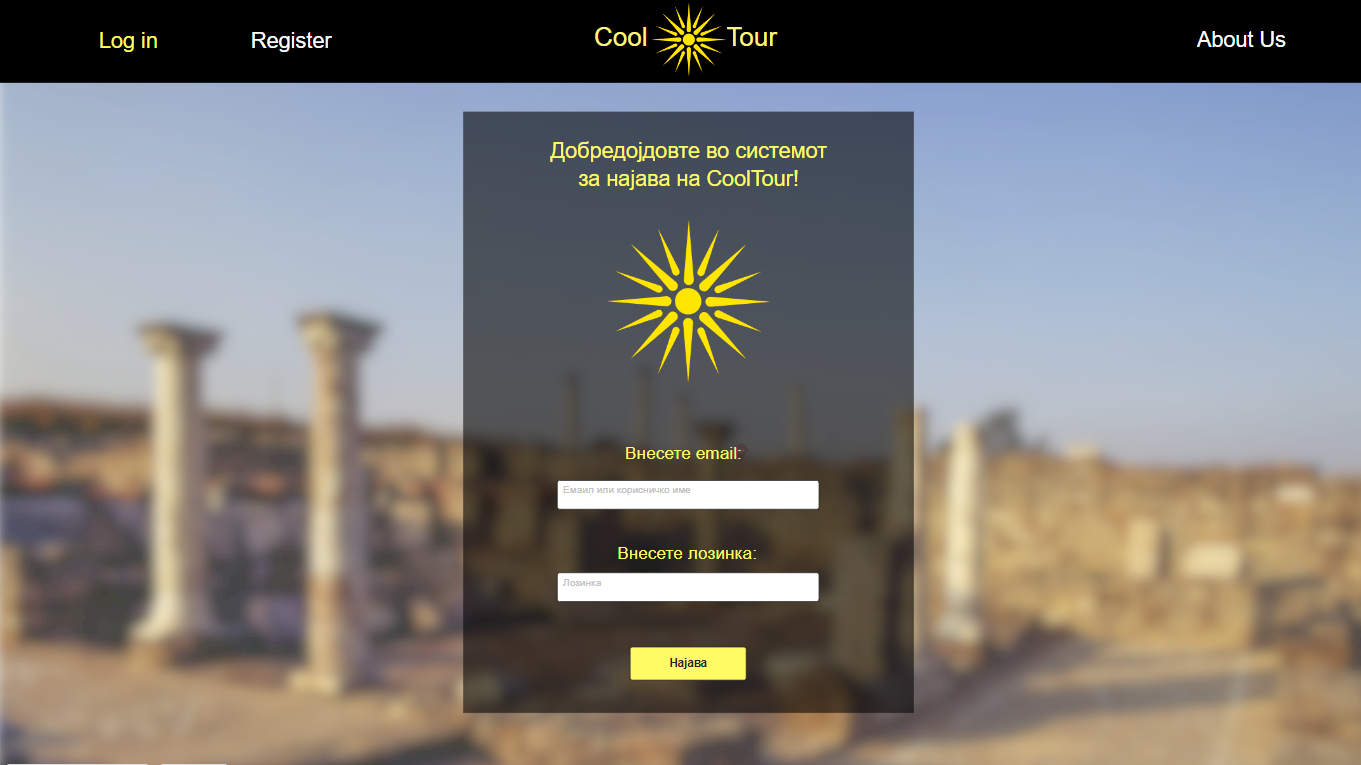 Log in
Register
Cool Tour
About Us
Добредојдовте во системот
за најава на CoolTour!
Внесете email:
Емаил или корисничко име
Внесете лозинка:
Лозинка
Најава